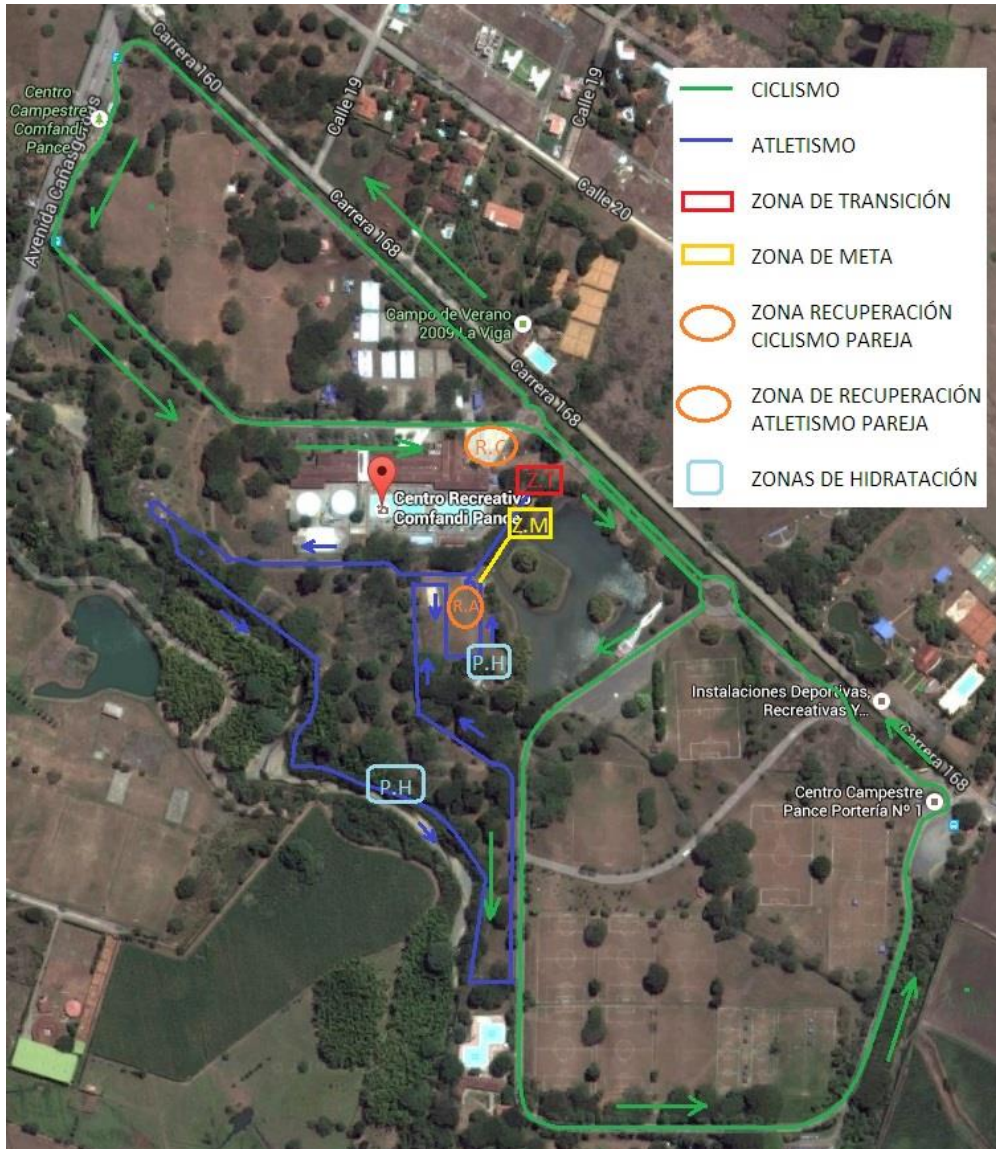 Carrera 160
Calle 19
Calle 19
Centro
Campestre
Comfandi
Pance
Avenida Cañasgordas
Calle 20
Carrera 168
Campo de Verano
2009 La Viga
Carrera 168
CICLISMO
ATLETISMO
ZONA DE TRANSICIÓN
ZONA DE META
ZONA RECUPERACIÓN
CICLISMO PAREJA
ZONA DE RECUPERACIÓN
ATLETISMO PAREJA
ZONAS DE HIDRATACIÓN
R.C
Z.T
Centro Recreativo
Comfandi Pance
Z.M
R.A
P.H
Instalaciones Deportivas,
Recreativas Y...
Carrera 168
P.H
Centro Campestre
Pance Portería Nº 1